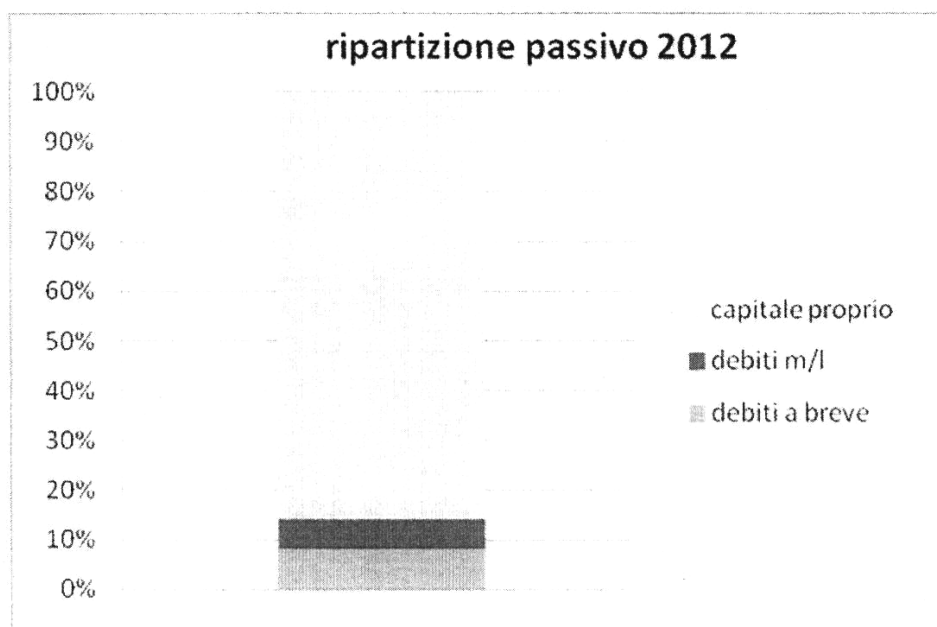 ripartizione passivo 2012
100%
90%
80%
70%
60%
50%
40%
30%
20%
10%
0%
capitale proprio
debiti m/l
debiti a breve